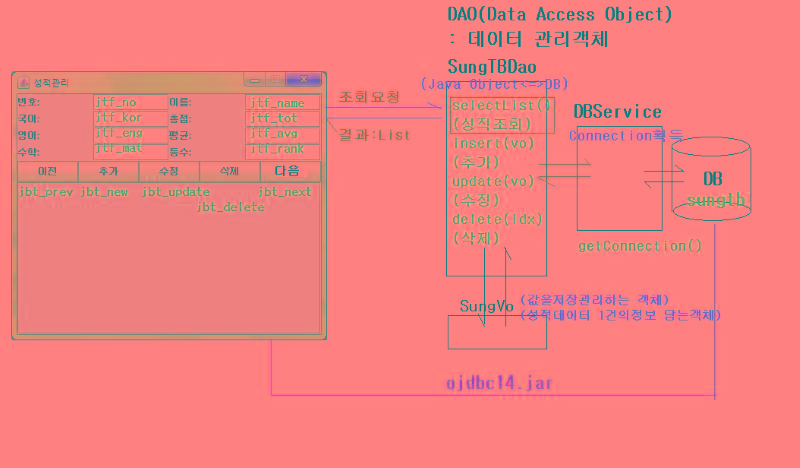 DAO(Data Access Object)
: 데이터 관리객체
SungTBDao
(Java Object<=>DB)
성적관리
번호: jtf_no 이름: jtf_name
국어: jtf_kor 총점: jtf_tot
영어: jtf_eng 평균: jtf_avg
수학: jtf_mat 등수: jtf_rank
이전 추가 수정 삭제 다음
jbt_prev jbt_new jbt_update jbt_next
jbt_delete
조회요청
결과:List
selectList()
(성적조회)
insert(vo)
(추가)
update(vo)
(수정)
delete(idx)
(삭제)
DBService
Connection획득
getConnection()
DB
sungtb
SungVo
(값을저장관리하는 객체)
(성적데이터 1건의정보 담는객체)
ojdbc14.jar